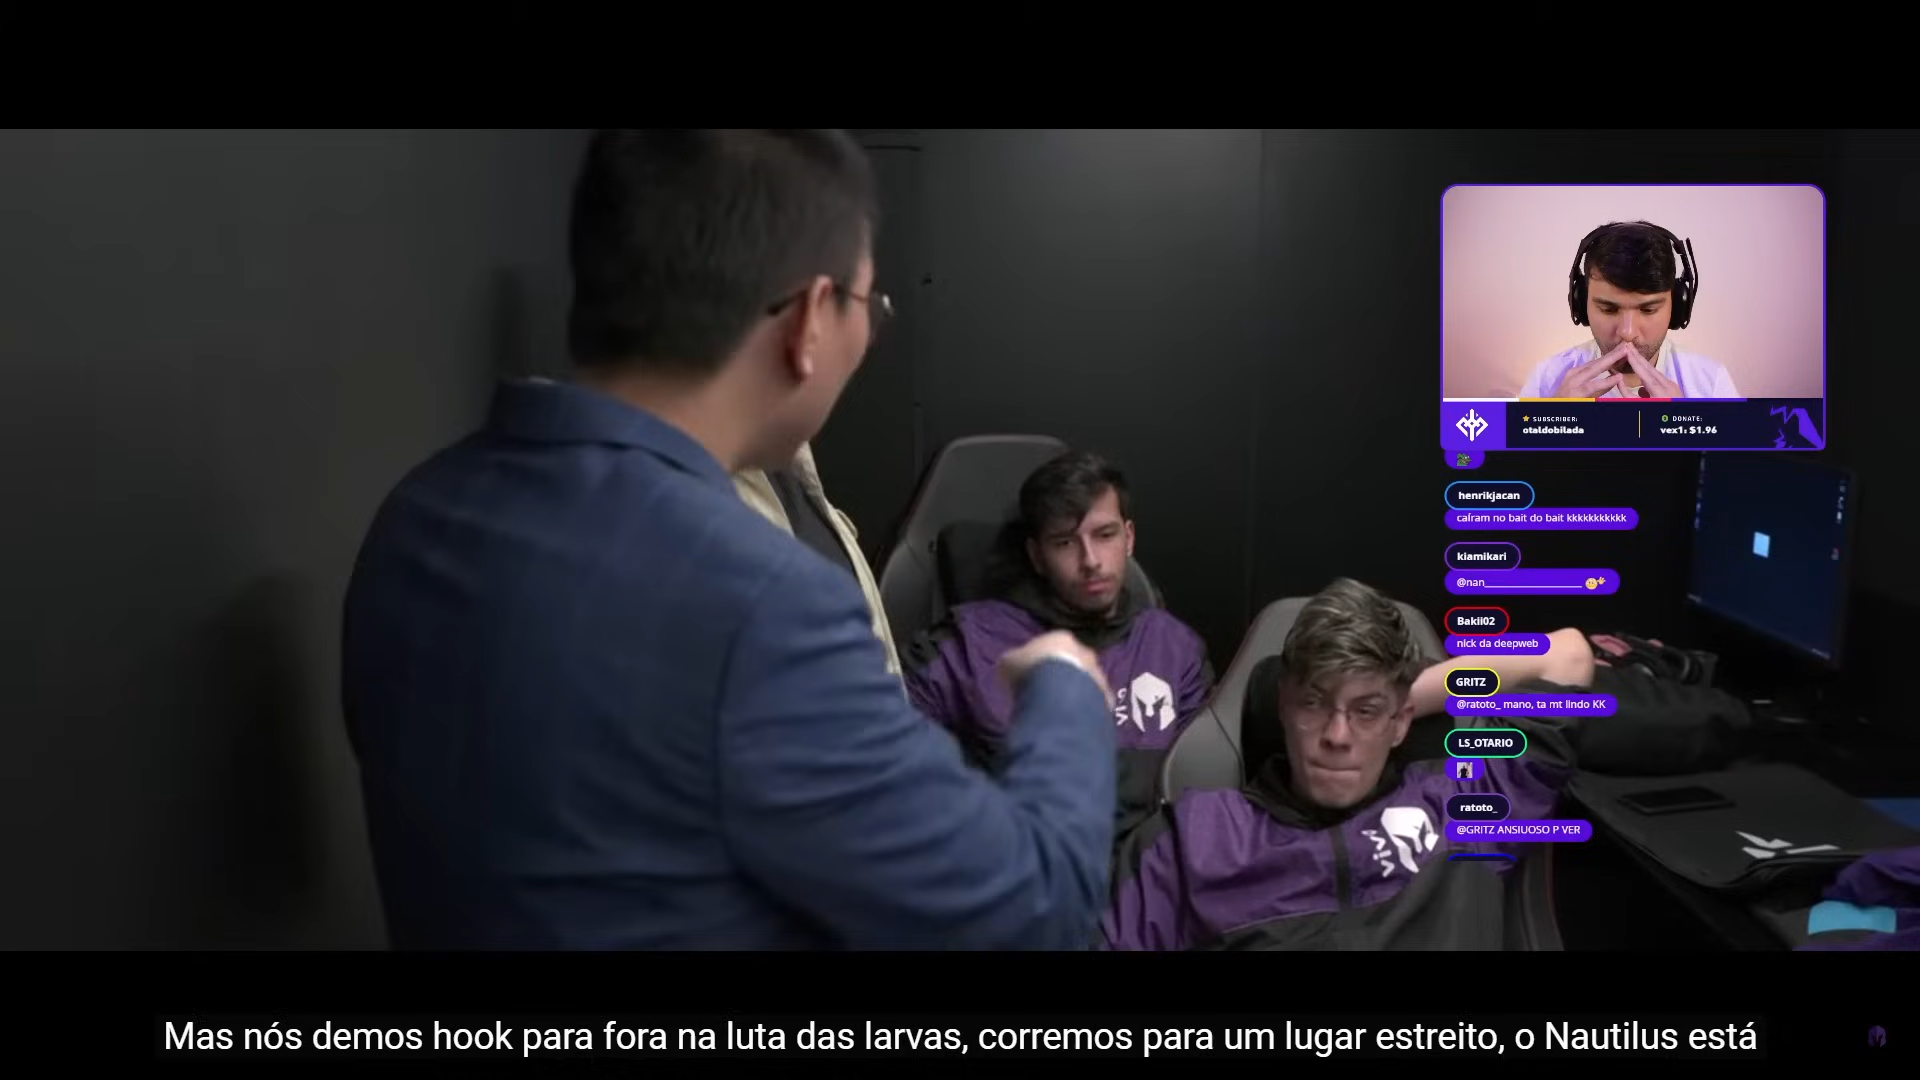 SUBSCRIBER:
otaldobilada
DONATE:
vex1: $1.96
henrikjacan
caíram no bait do bait kkkkkkkkkkk
kiamikari
@nan___________________
Bakii02
nick da deepweb
GRITZ
@ratoto_ mano, ta mt lindo KK
LS_OTARIO
ratoto_
@GRITZ ANSIUOSO P VER
Mas nós demos hook para fora na luta das larvas, corremos para um lugar estreito, o Nautilus está